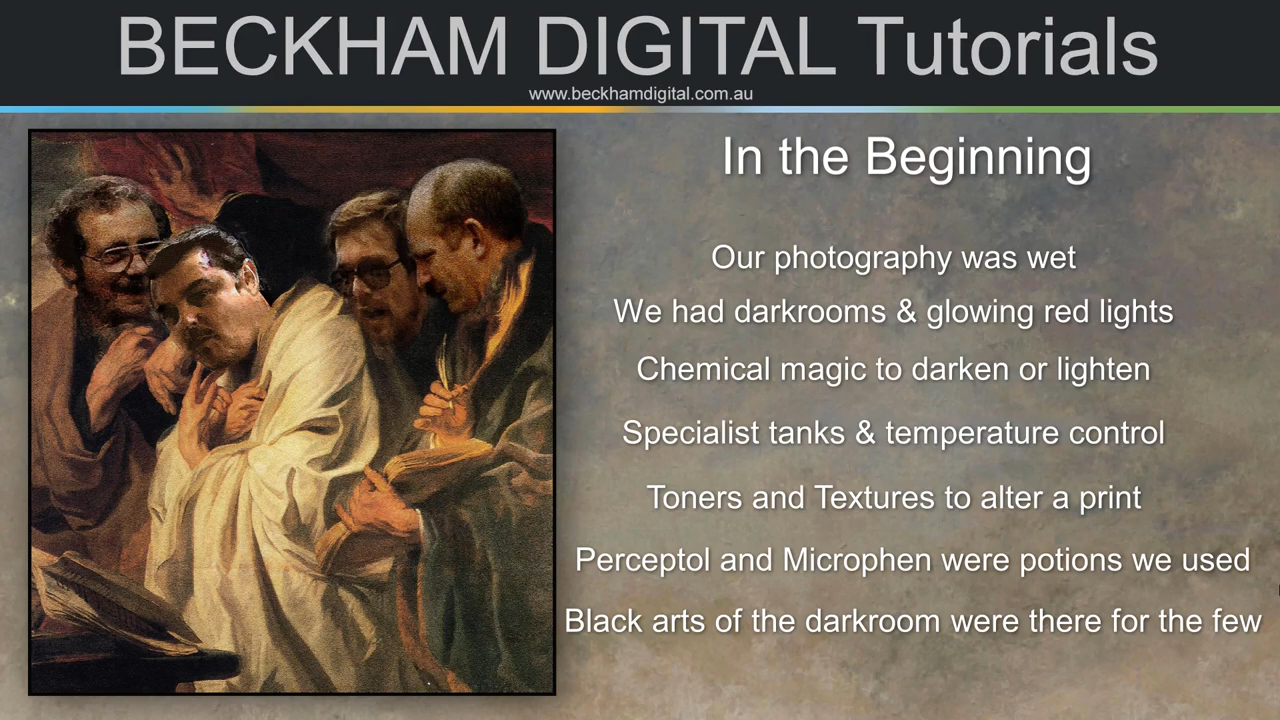 BECKHAM DIGITAL Tutorials
www.beckhamdigital.com.au
In the Beginning
Our photography was wet
We had darkrooms & glowing red lights
Chemical magic to darken or lighten
Specialist tanks & temperature control
Toners and Textures to alter a print
Perceptol and Microphen were potions we used
Black arts of the darkroom were there for the few